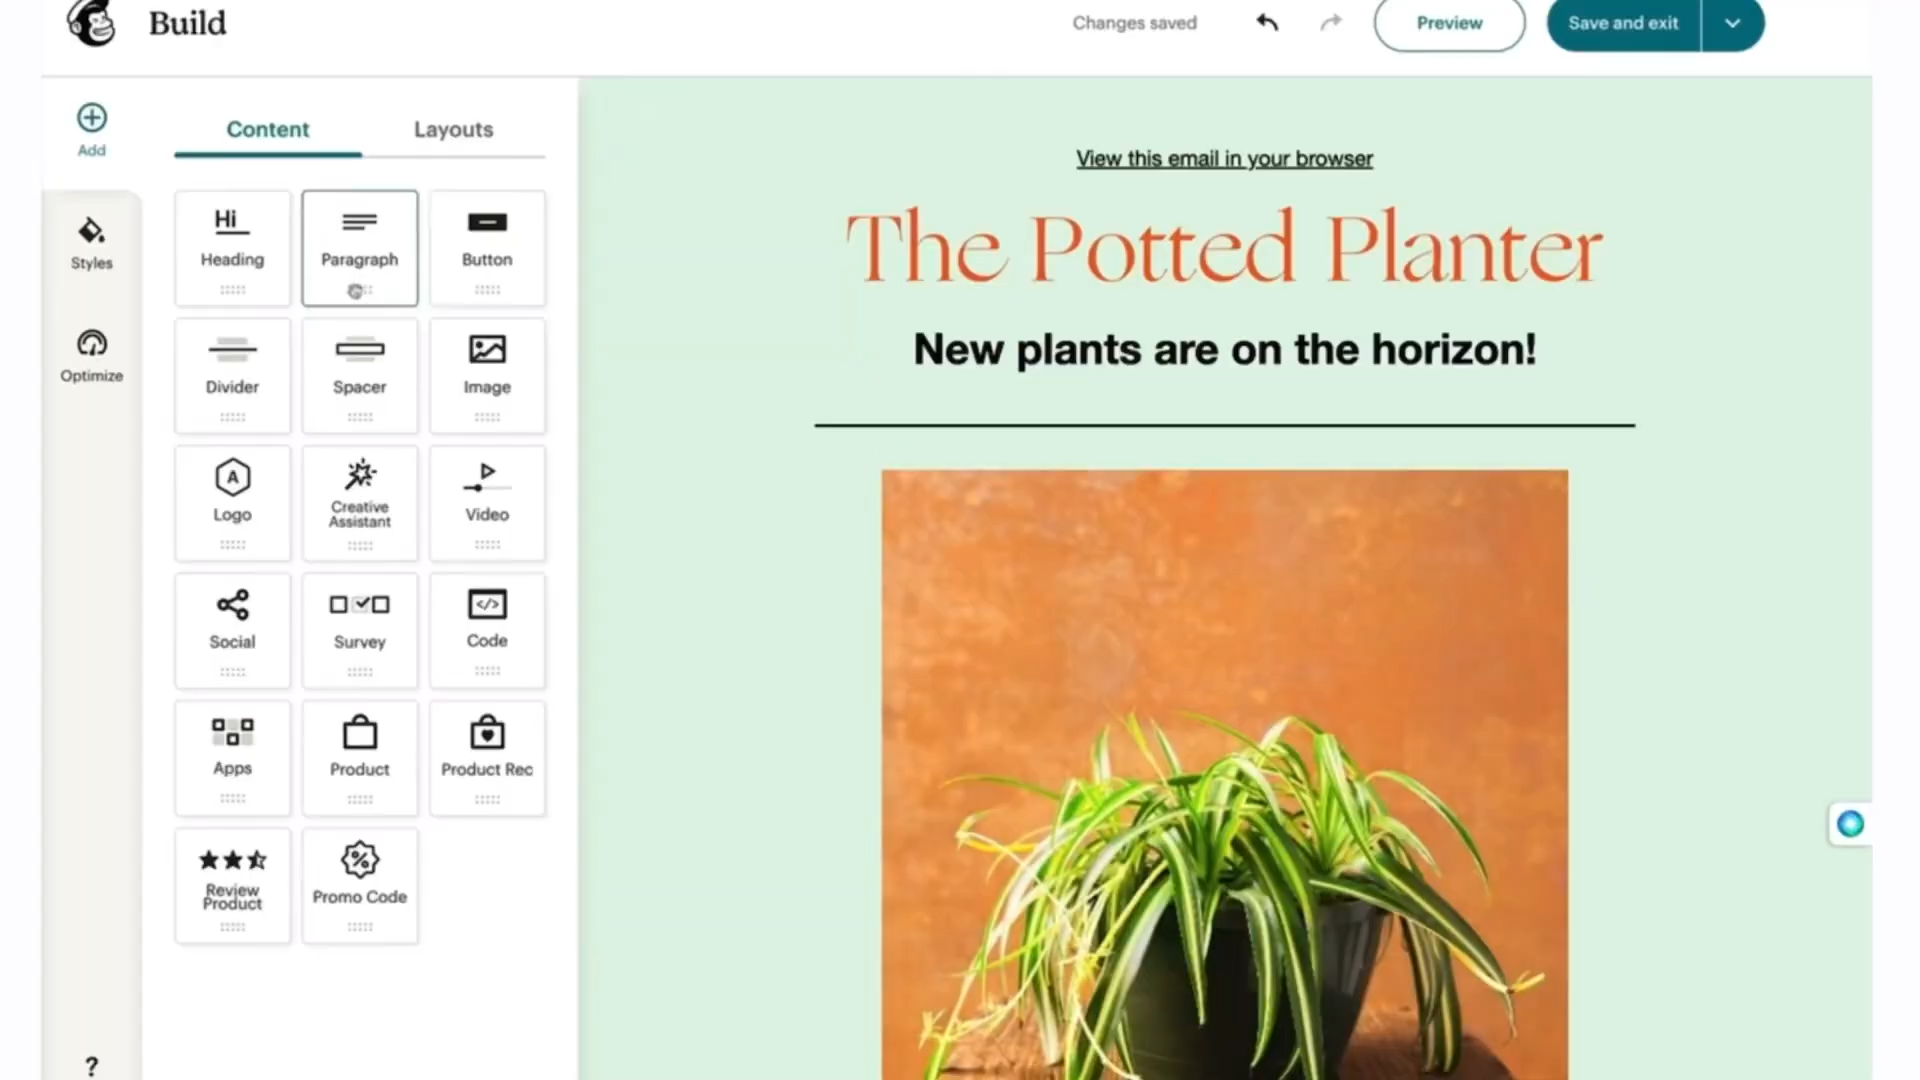 Build
Changes saved
Preview
Save and exit
Add
Styles
Optimize
?
Content
Layouts
Hi
Heading
Paragraph
Button
Divider
Spacer
Image
A
Logo
Creative
Assistant
Video
Social
Survey
</>
Code
Apps
Product
Product Rec
Review
Product
%
Promo Code
View this email in your browser
The Potted Planter
New plants are on the horizon!